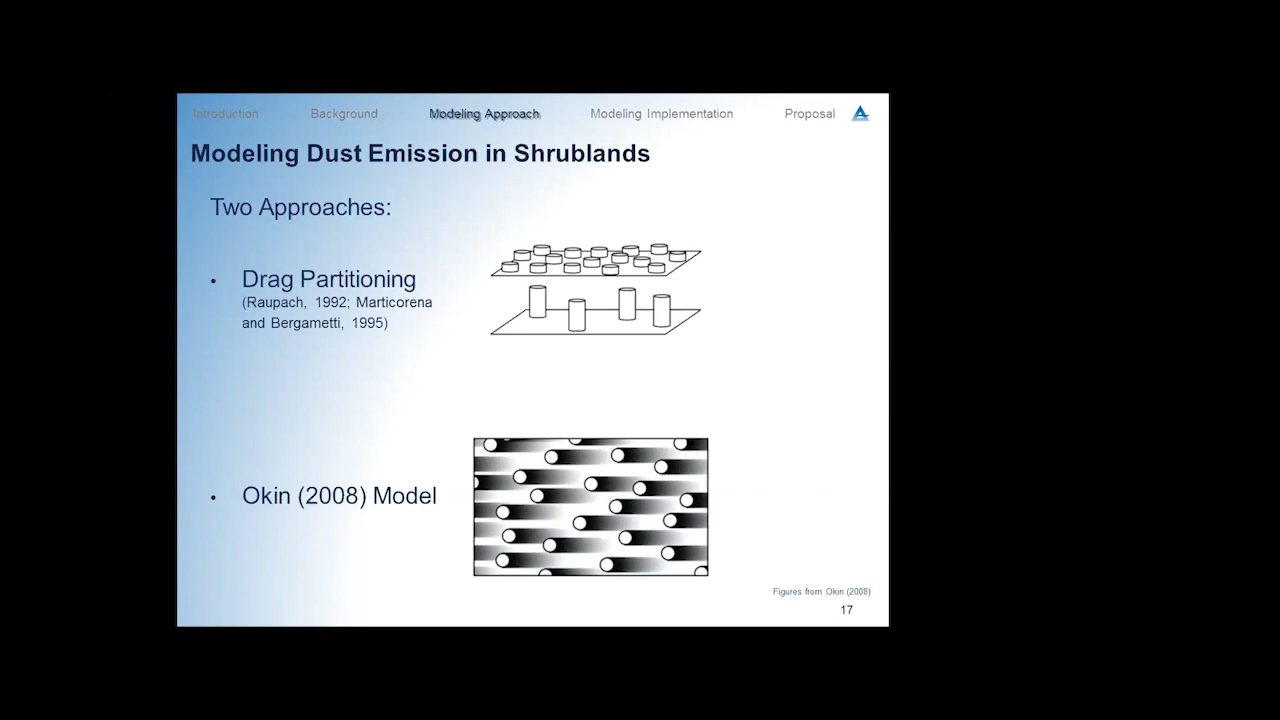 Introduction Background Modeling Approach Modeling Implementation Proposal
Modeling Dust Emission in Shrublands
Two Approaches:
• Drag Partitioning
(Raupach, 1992; Marticorena
and Bergametti, 1995)
• Okin (2008) Model
Figures from Okin (2008)
17